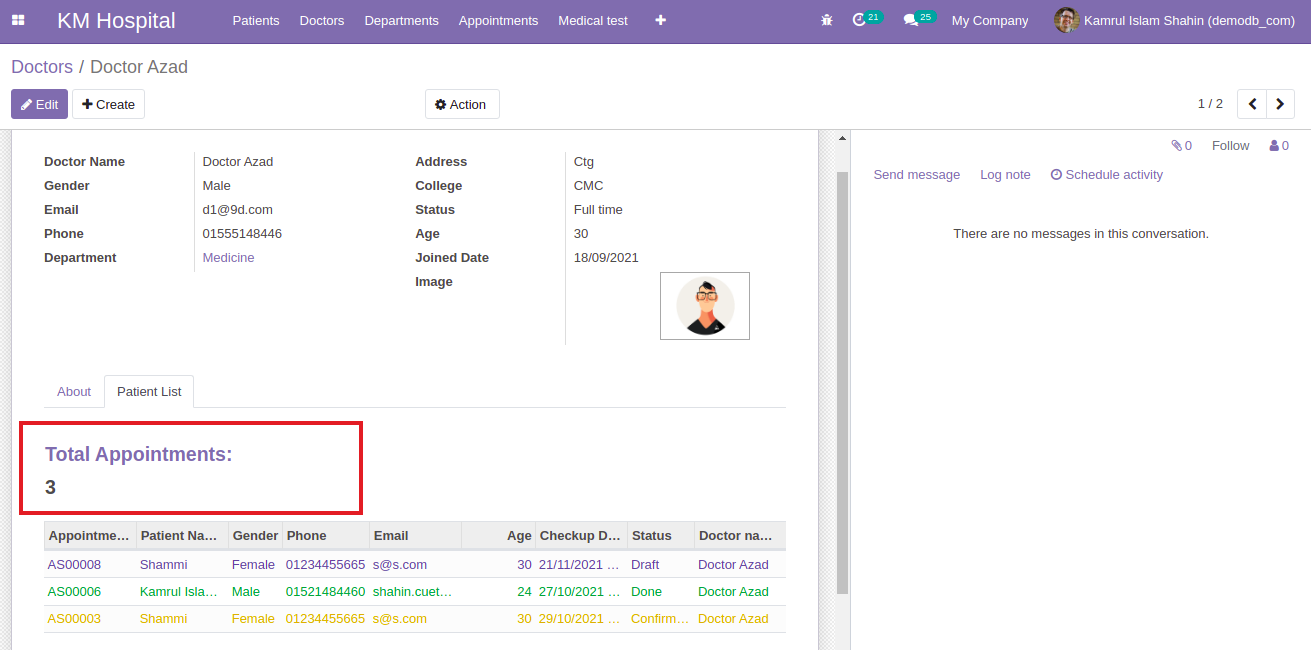 KM Hospital Patients Doctors Departments Appointments Medical test 21 25 My Company Kamrul Islam Shahin (demodb_com)
Doctors / Doctor Azad
Edit Create Action 1 / 2
0 Follow 0
Send message Log note Schedule activity
There are no messages in this conversation.
Doctor Name Doctor Azad Address Ctg
Gender Male College CMC
Email d1@9d.com Status Full time
Phone 01555148446 Age 30
Department Medicine Joined Date 18/09/2021
Image
About Patient List
Total Appointments:
3
Appointme... Patient Na... Gender Phone Email Age Checkup D... Status Doctor na...
AS00008 Shammi Female 01234455665 s@s.com 30 21/11/2021 ... Draft Doctor Azad
AS00006 Kamrul Isla... Male 01521484460 shahin.cuet... 24 27/10/2021 ... Done Doctor Azad
AS00003 Shammi Female 01234455665 s@s.com 30 29/10/2021 ... Confirm... Doctor Azad